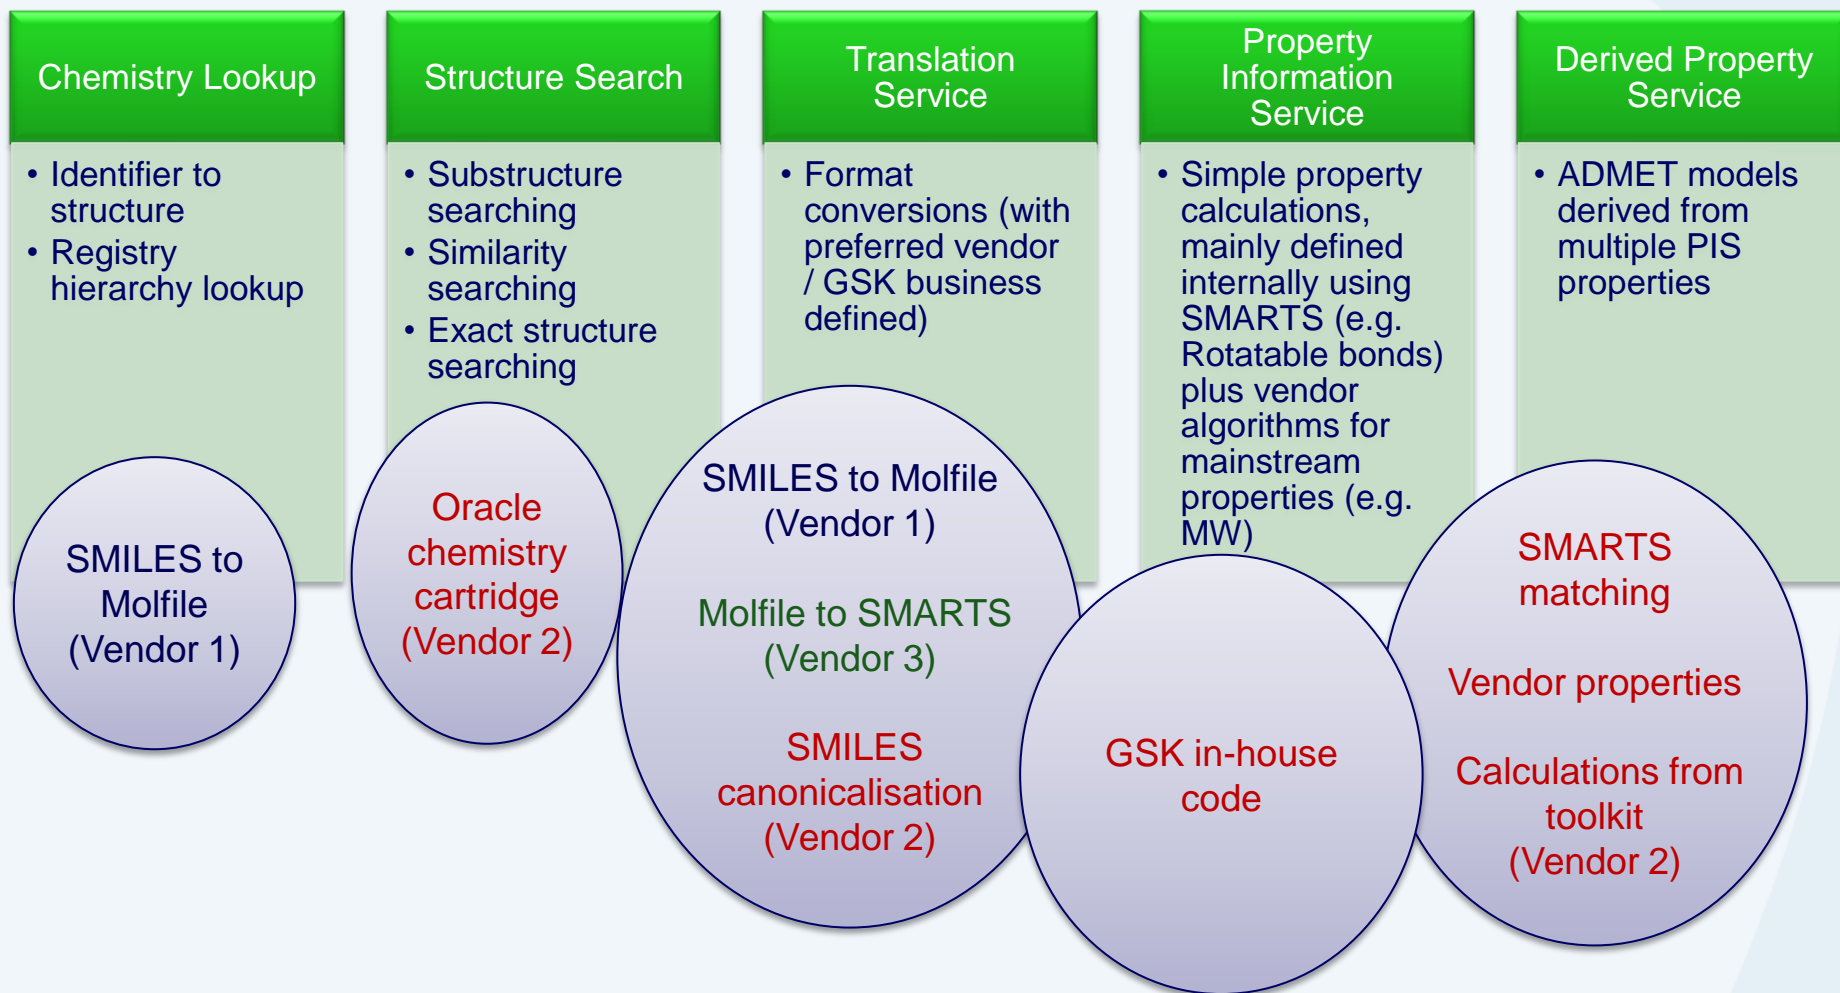 Chemistry Lookup
• Identifier to
structure
• Registry
hierarchy lookup
SMILES to
Molfile
(Vendor 1)
Structure Search
• Substructure
searching
• Similarity
searching
• Exact structure
searching
Oracle
chemistry
cartridge
(Vendor 2)
Translation
Service
• Format
conversions (with
preferred vendor
/ GSK business
defined)
SMILES to Molfile
(Vendor 1)
Molfile to SMARTS
(Vendor 3)
SMILES
canonicalisation
(Vendor 2)
Property
Information
Service
• Simple property
calculations,
mainly defined
internally using
SMARTS (e.g.
Rotatable bonds)
plus vendor
algorithms for
mainstream
properties (e.g.
MW)
GSK in-house
code
Derived Property
Service
• ADMET models
derived from
multiple PIS
properties
SMARTS
matching
Vendor properties
Calculations from
toolkit
(Vendor 2)